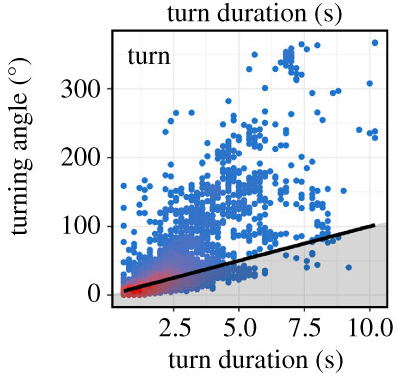 turn duration (s)
turn
turning angle (°)
300
200
100
0
2.5 5.0 7.5 10.0
turn duration (s)